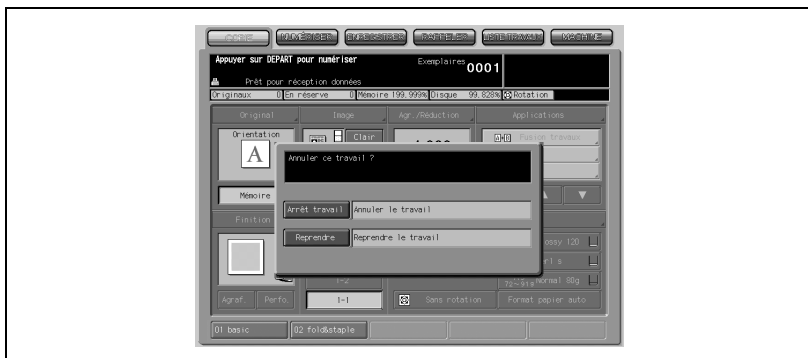 COPIE NUMÉRISER ENREGISTRER RAPPELER LISTE TRAVAUX MACHINE
Appuyer sur DEPART pour numériser
Exemplaires 0001
Prêt pour réception données
Originaux 0 En réserve 0 Mémoire 199.999% Disque 99.828% Rotation
Original Image Agr./Réduction Applications
Orientation Clair Fusion travaux
A
Annuler ce travail ?
Mémoire
Arrêt travail Annuler le travail
Finition
Reprendre Reprendre le travail
ossy 120
1-2 Normal 80g
Agraf. Perfo. 1-1 Sans rotation Format papier auto
01 basic 02 fold&staple